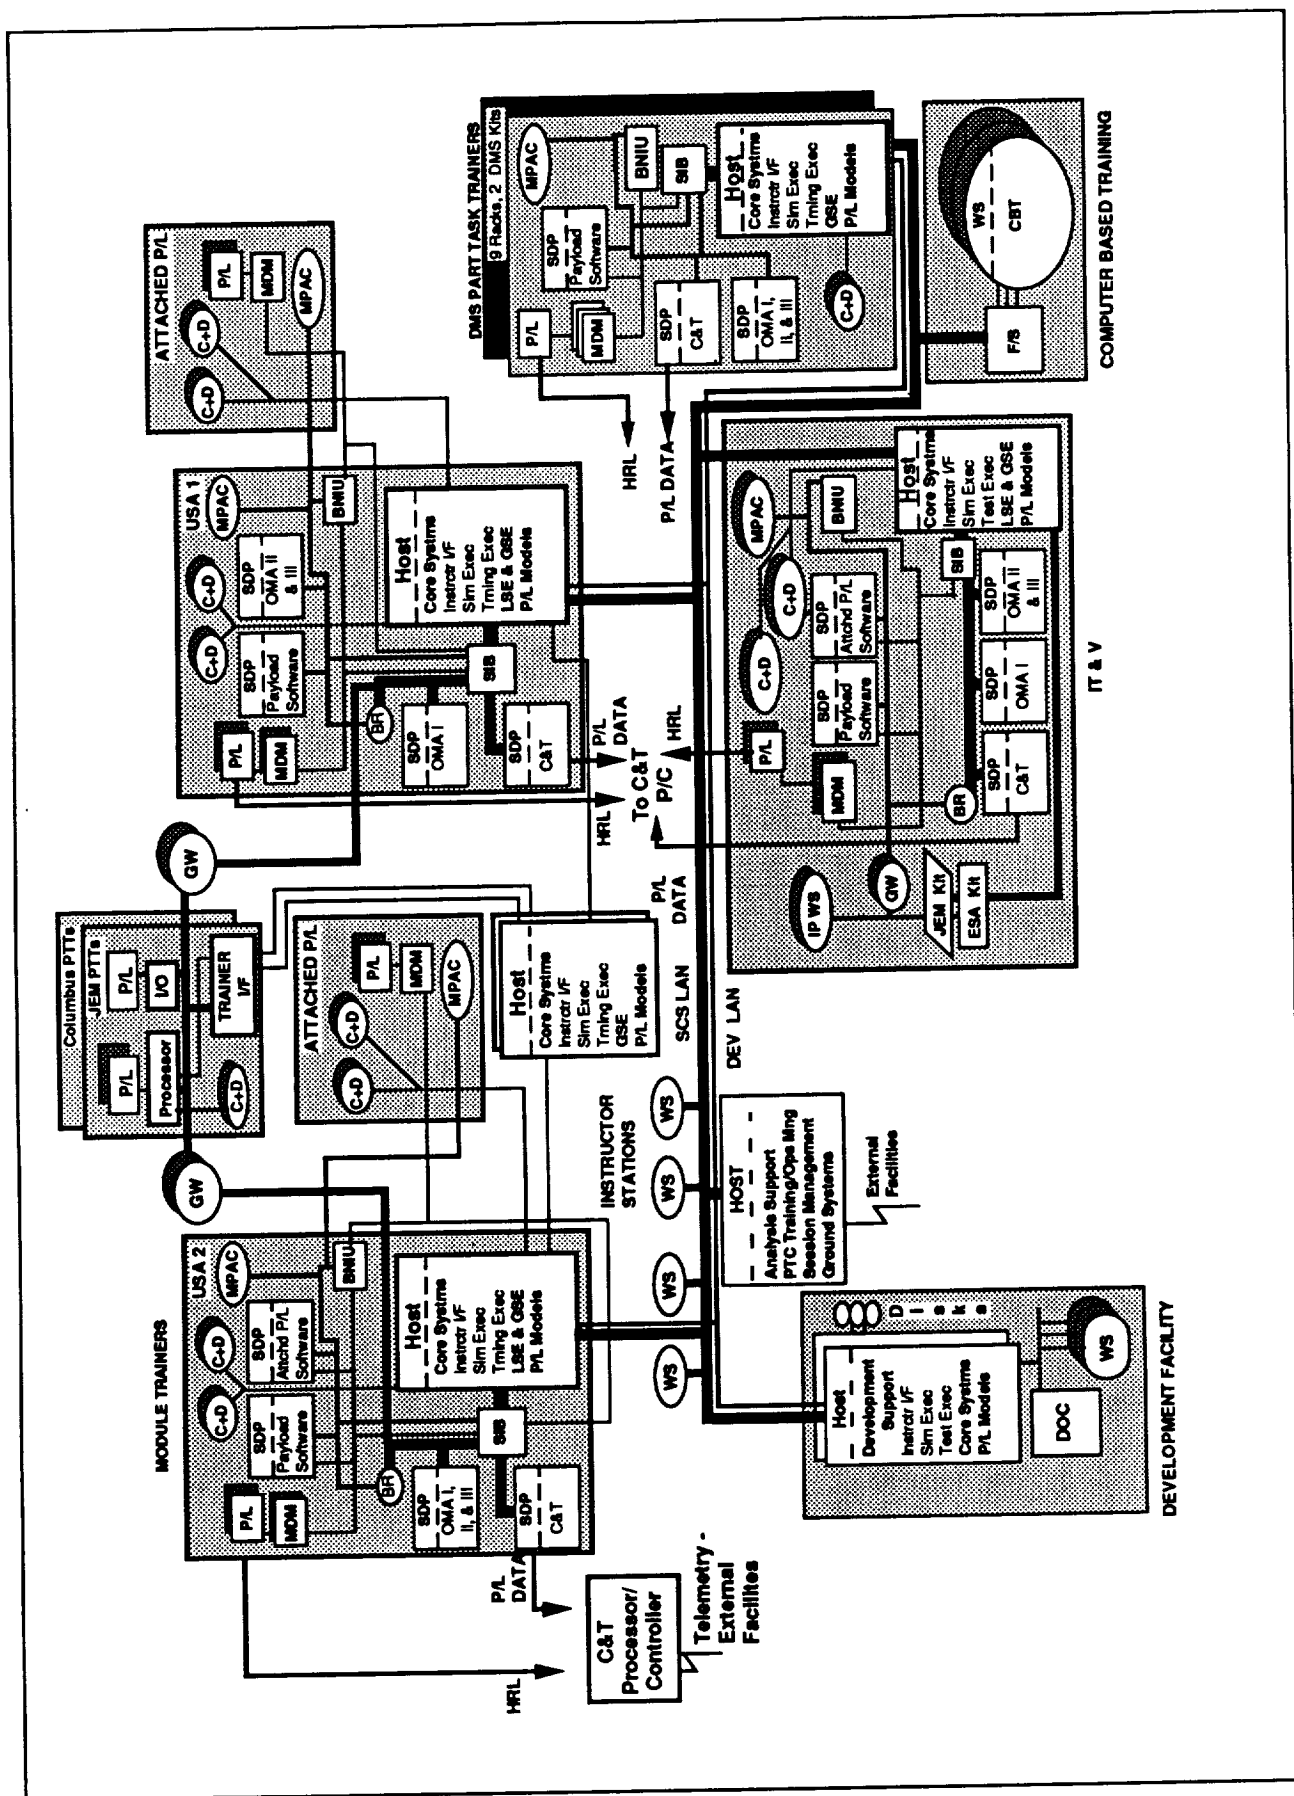 MODULE TRAINERS
USA 2
P/L
MDM
SDP
Payload
Software
C+D
C+D
SDP
Attchd P/L
Software
MPAC
BNIU
BR
SDP
OMA I,
II, & III
SDP
C&T
SIB
Host
Core Systms
Instrctr I/F
Sim Exec
Trning Exec
LSE & GSE
P/L Models
HRL
P/L
DATA
C&T
Processor/
Controller
Telemetry -
External
Facilites
GW
Columbus PTTs
JEM PTTs
P/L
Processor
C+D
P/L
I/O
TRAINER
I/F
GW
ATTACHED P/L
C+D
C+D
P/L
MDM
MPAC
Host
Core Systms
Instrctr I/F
Sim Exec
Trning Exec
GSE
P/L Models
USA 1
P/L
MDM
SDP
Payload
Software
C+D
C+D
SDP
OMA II
& III
MPAC
BNIU
BR
SDP
OMA I
SDP
C&T
SIB
Host
Core Systms
Instrctr I/F
Sim Exec
Trning Exec
LSE & GSE
P/L Models
HRL
P/L
DATA
To C&T
P/C
HRL
P/L
DATA
ATTACHED P/L
C+D
C+D
P/L
MDM
MPAC
DMS PART TASK TRAINERS
9 Racks, 2 DMS Kits
P/L
MDM
SDP
Payload
Software
MPAC
BNIU
SIB
SDP
C&T
SDP
OMA I,
II, & III
C+D
Host
Core Systms
Instrctr I/F
Sim Exec
Trning Exec
GSE
P/L Models
HRL
P/L DATA
INSTRUCTOR
STATIONS
WS
WS
WS
WS
SCS LAN
DEV LAN
HOST
Analysis Support
PTC Training/Ops Mng
Session Management
Ground Systems
External
Facilities
Host
Development
Support
Instrctr I/F
Sim Exec
Test Exec
Core Systms
P/L Models
Disks
DOC
WS
DEVELOPMENT FACILITY
IP WS
GW
JEM Kit
ESA Kit
P/L
MDM
C+D
C+D
MPAC
SDP
Payload
Software
SDP
Attchd P/L
Software
BNIU
BR
SIB
SDP
C&T
SDP
OMA I
SDP
OMA II
& III
Host
Core Systms
Instrctr I/F
Sim Exec
Test Exec
LSE & GSE
P/L Models
IT & V
F/S
WS
CBT
COMPUTER BASED TRAINING